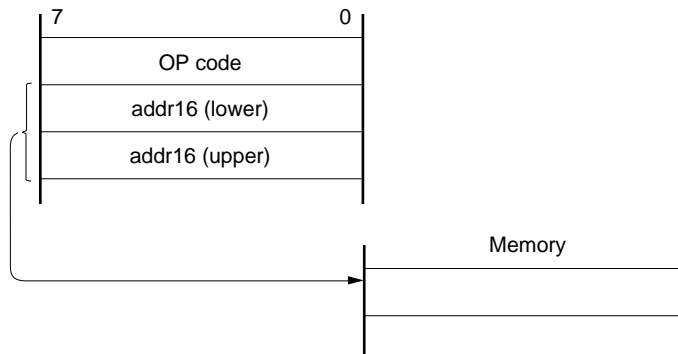 7 0
OP code
addr16 (lower)
addr16 (upper)
Memory